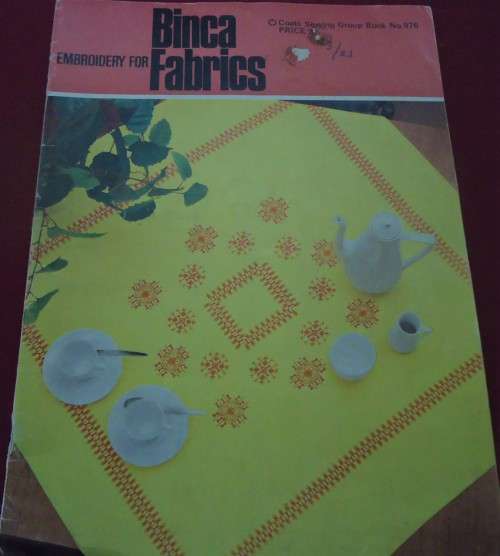 EMBROIDERY FOR Binca
Fabrics
© Coats Sewing Group Book No. 976
PRICE